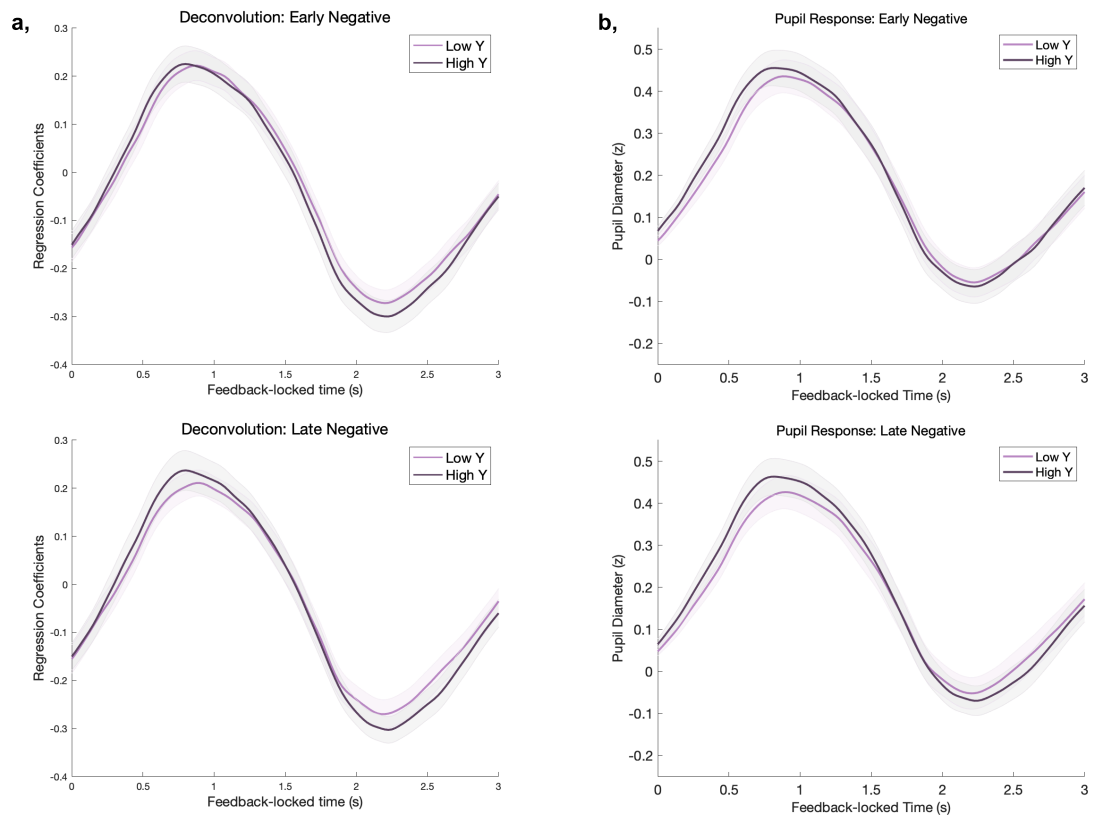 a,
Deconvolution: Early Negative
0.3
0.2
0.1
0
-0.1
-0.2
-0.3
-0.4
Regression Coefficients
Low Y
High Y
0 0.5 1 1.5 2 2.5 3
Feedback-locked time (s)
b,
Pupil Response: Early Negative
0.5
0.4
0.3
0.2
0.1
0
-0.1
-0.2
Pupil Diameter (z)
Low Y
High Y
0 0.5 1 1.5 2 2.5 3
Feedback-locked Time (s)
Deconvolution: Late Negative
0.3
0.2
0.1
0
-0.1
-0.2
-0.3
-0.4
Regression Coefficients
Low Y
High Y
0 0.5 1 1.5 2 2.5 3
Feedback-locked time (s)
Pupil Response: Late Negative
0.5
0.4
0.3
0.2
0.1
0
-0.1
-0.2
Pupil Diameter (z)
Low Y
High Y
0 0.5 1 1.5 2 2.5 3
Feedback-locked Time (s)